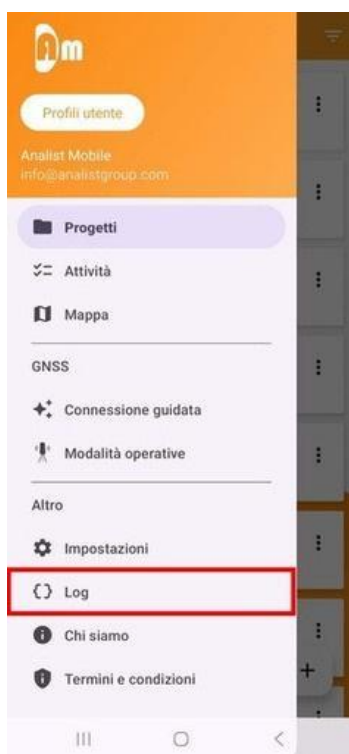 m
Profili utente
Analist Mobile
info@analistgroup.com
Progetti
Attività
Mappa
GNSS
Connessione guidata
Modalità operative
Altro
Impostazioni
Log
Chi siamo
Termini e condizioni